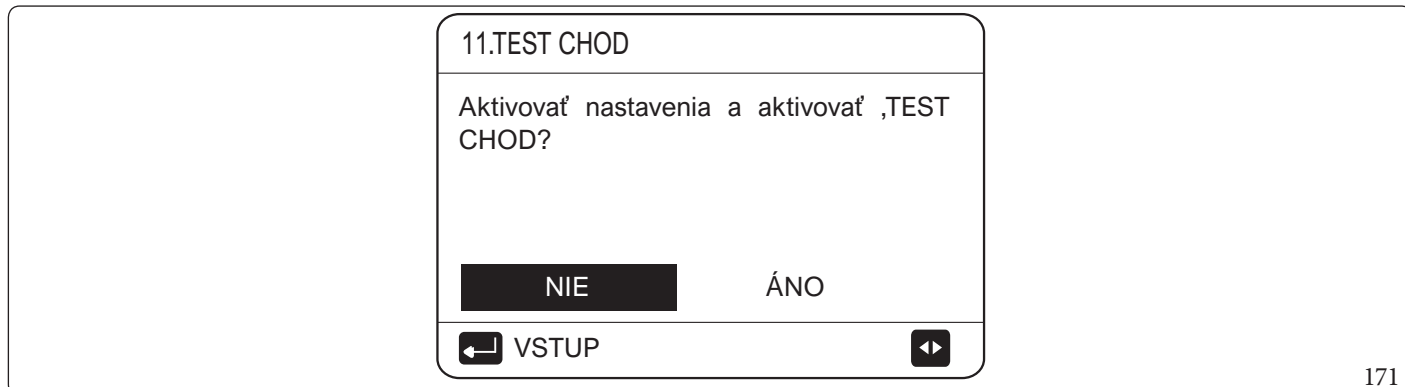 11.TEST CHOD
Aktivovať nastavenia a aktivovať ‚TEST
CHOD?
NIE ÁNO
VSTUP
171